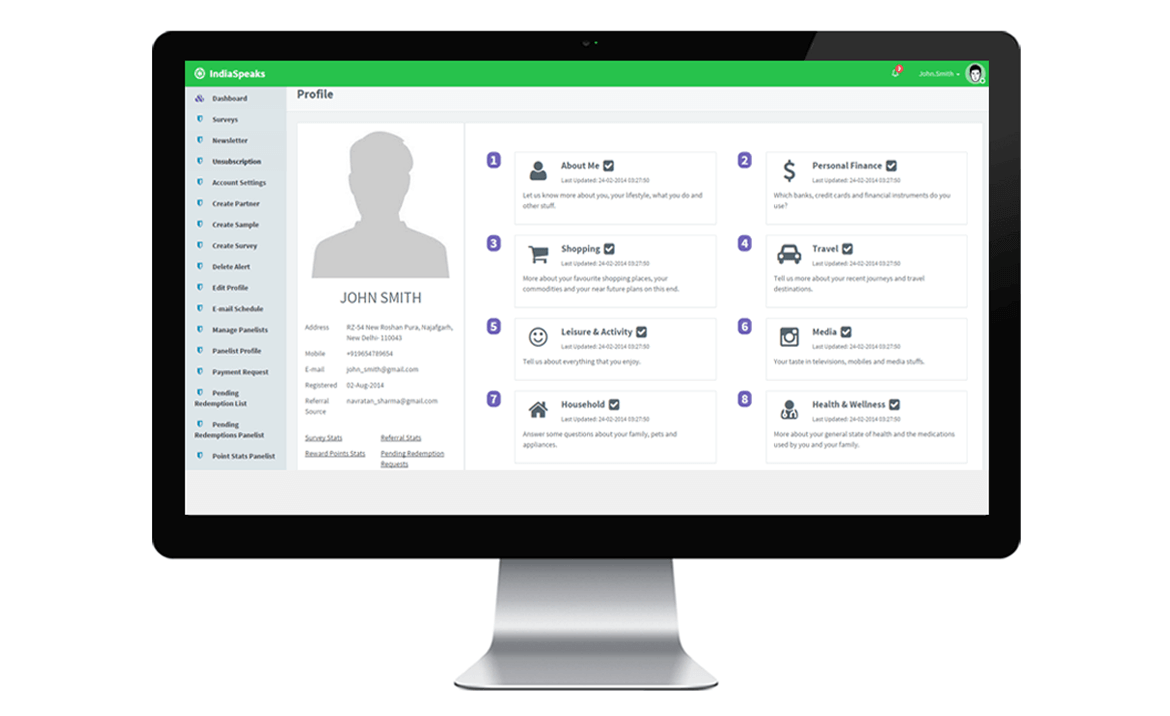 IndiaSpeaks
3
John.Smith
Dashboard
Surveys
Newsletter
Unsubscription
Account Settings
Create Partner
Create Sample
Create Survey
Delete Alert
Edit Profile
E-mail Schedule
Manage Panelists
Panelist Profile
Payment Request
Pending
Redemption List
Pending
Redemptions Panelist
Point Stats Panelist
Profile
JOHN SMITH
Address RZ-54 New Roshan Pura, Najafgarh,
New Delhi- 110043
Mobile +919654789654
E-mail john_smith@gmail.com
Registered 02-Aug-2014
Referral navratan_sharma@gmail.com
Source
Survey Stats Referral Stats
Reward Points Stats Pending Redemption
Requests
1
About Me
Last Updated: 24-02-2014 03:27:50
Let us know more about you, your lifestyle, what you do and
other stuff.
2
Personal Finance
Last Updated: 24-02-2014 03:27:50
Which banks, credit cards and financial instruments do you
use?
3
Shopping
Last Updated: 24-02-2014 03:27:50
More about your favourite shopping places, your
commodities and your near future plans on this end.
4
Travel
Last Updated: 24-02-2014 03:27:50
Tell us more about your recent journeys and travel
destinations.
5
Leisure & Activity
Last Updated: 24-02-2014 03:27:50
Tell us about everything that you enjoy.
6
Media
Last Updated: 24-02-2014 03:27:50
Your taste in televisions, mobiles and media stuffs.
7
Household
Last Updated: 24-02-2014 03:27:50
Answer some questions about your family, pets and
appliances.
8
Health & Wellness
Last Updated: 24-02-2014 03:27:50
More about your general state of health and the medications
used by you and your family.